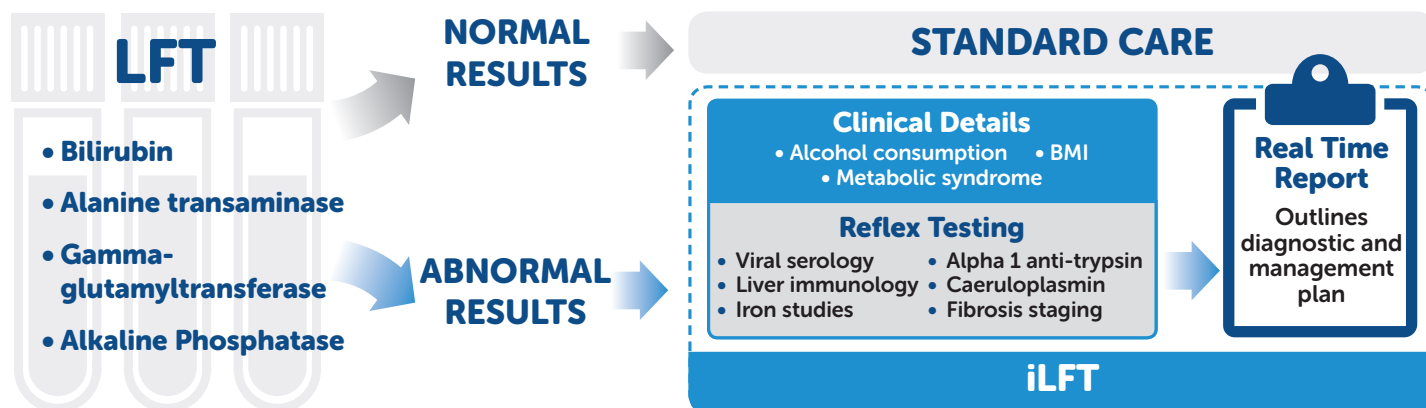 LFT
• Bilirubin
• Alanine transaminase
• Gamma-
glutamyltransferase
• Alkaline Phosphatase
NORMAL
RESULTS
ABNORMAL
RESULTS
STANDARD CARE
Clinical Details
• Alcohol consumption • BMI
• Metabolic syndrome
Reflex Testing
• Viral serology
• Liver immunology
• Iron studies
• Alpha 1 anti-trypsin
• Caeruloplasmin
• Fibrosis staging
Real Time
Report
Outlines
diagnostic and
management
plan
iLFT